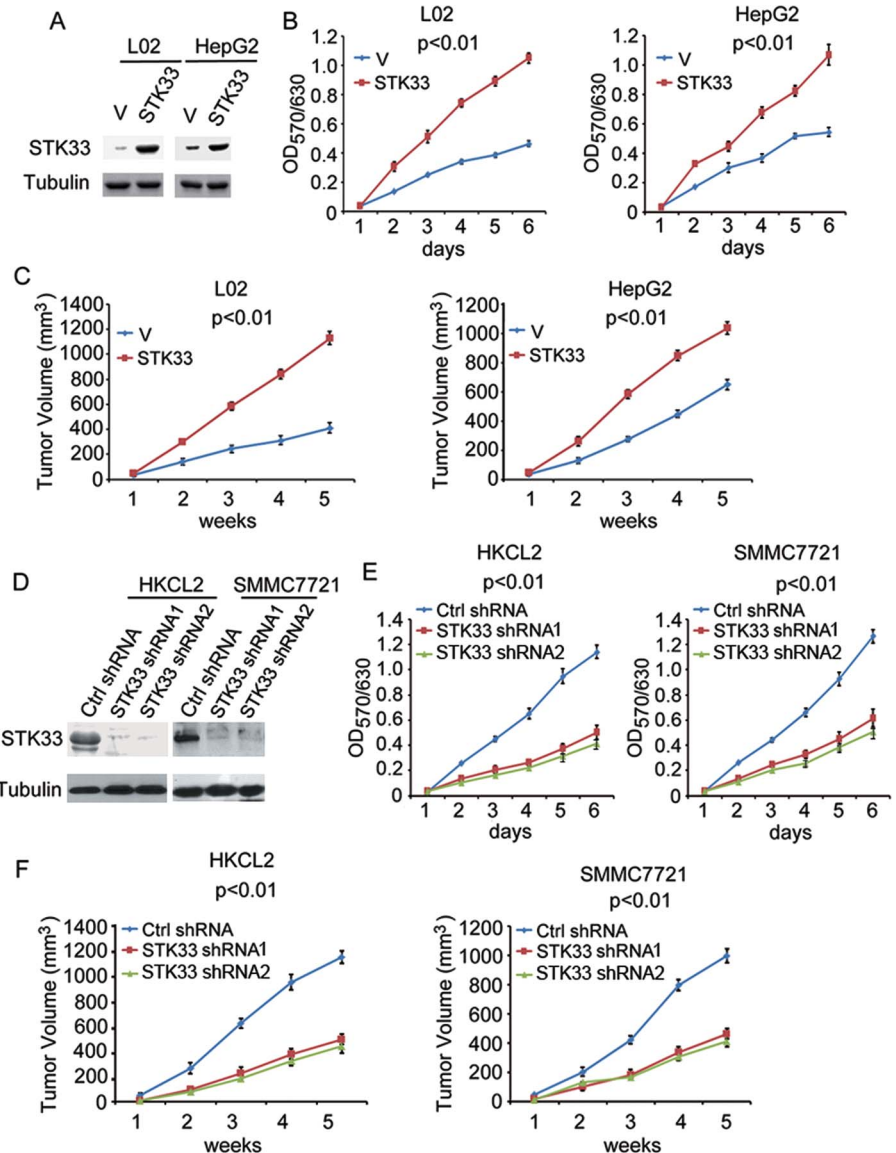 A
L02 HepG2
V STK33 V STK33
STK33
Tubulin
B
L02
p<0.01
V
STK33
OD570/630
1.2
1.0
0.8
0.6
0.4
0.2
0
1 2 3 4 5 6
days
HepG2
p<0.01
V
STK33
OD570/630
1.2
1.0
0.8
0.6
0.4
0.2
0
1 2 3 4 5 6
days
C
L02
p<0.01
V
STK33
Tumor Volume (mm3)
1400
1200
1000
800
600
400
200
0
1 2 3 4 5
weeks
HepG2
p<0.01
V
STK33
Tumor Volume (mm3)
1200
1000
800
600
400
200
0
1 2 3 4 5
weeks
D
HKCL2 SMMC7721
Ctrl shRNA STK33 shRNA1 STK33 shRNA2 Ctrl shRNA STK33 shRNA1 STK33 shRNA2
STK33
Tubulin
E
HKCL2
p<0.01
Ctrl shRNA
STK33 shRNA1
STK33 shRNA2
OD570/630
1.4
1.2
1.0
0.8
0.6
0.4
0.2
0
1 2 3 4 5 6
days
SMMC7721
p<0.01
Ctrl shRNA
STK33 shRNA1
STK33 shRNA2
OD570/630
1.4
1.2
1.0
0.8
0.6
0.4
0.2
0
1 2 3 4 5 6
days
F
HKCL2
p<0.01
Ctrl shRNA
STK33 shRNA1
STK33 shRNA2
Tumor Volume (mm3)
1400
1200
1000
800
600
400
200
0
1 2 3 4 5
weeks
SMMC7721
p<0.01
Ctrl shRNA
STK33 shRNA1
STK33 shRNA2
Tumor Volume (mm3)
1200
1000
800
600
400
200
0
1 2 3 4 5
weeks